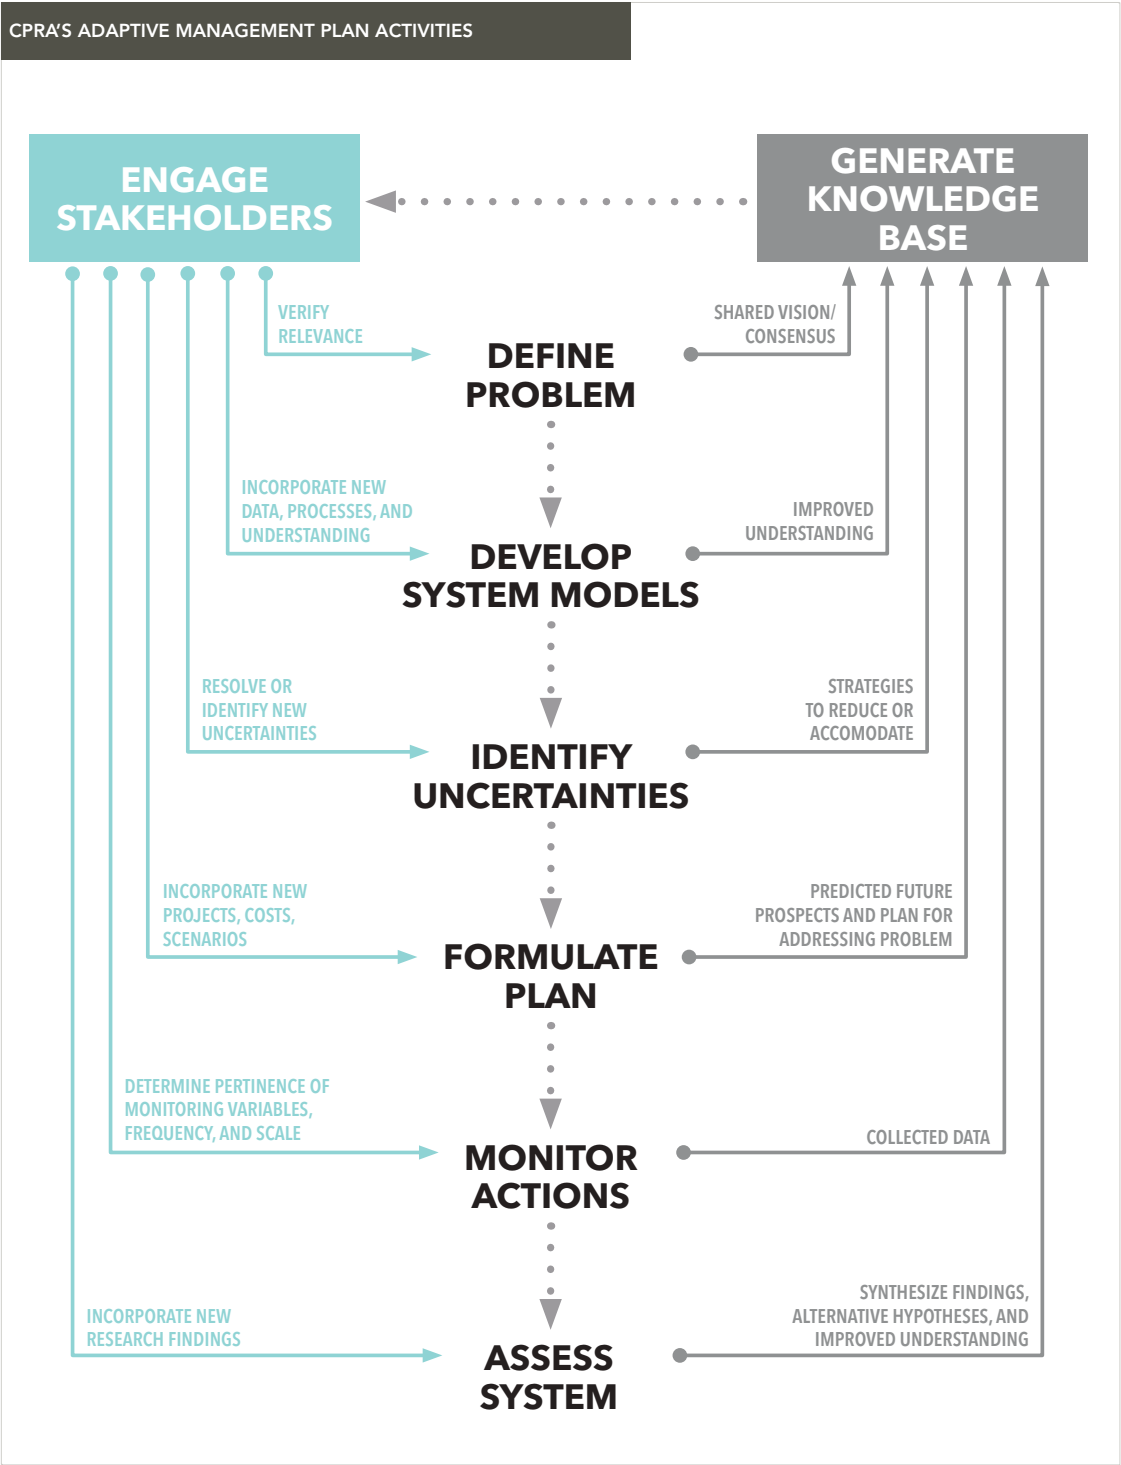 CPRA'S ADAPTIVE MANAGEMENT PLAN ACTIVITIES
ENGAGE
STAKEHOLDERS
GENERATE
KNOWLEDGE
BASE
VERIFY
RELEVANCE
SHARED VISION/
CONSENSUS
DEFINE
PROBLEM
INCORPORATE NEW
DATA, PROCESSES, AND
UNDERSTANDING
IMPROVED
UNDERSTANDING
DEVELOP
SYSTEM MODELS
RESOLVE OR
IDENTIFY NEW
UNCERTAINTIES
STRATEGIES
TO REDUCE OR
ACCOMODATE
IDENTIFY
UNCERTAINTIES
INCORPORATE NEW
PROJECTS, COSTS,
SCENARIOS
PREDICTED FUTURE
PROSPECTS AND PLAN FOR
ADDRESSING PROBLEM
FORMULATE
PLAN
DETERMINE PERTINENCE OF
MONITORING VARIABLES,
FREQUENCY, AND SCALE
COLLECTED DATA
MONITOR
ACTIONS
INCORPORATE NEW
RESEARCH FINDINGS
SYNTHESIZE FINDINGS,
ALTERNATIVE HYPOTHESES, AND
IMPROVED UNDERSTANDING
ASSESS
SYSTEM